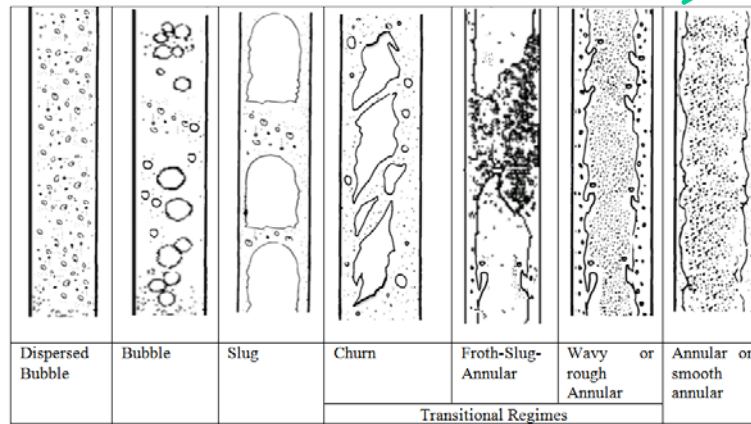 Dispersed
Bubble
Bubble
Slug
Churn
Froth-Slug-
Annular
Wavy or
rough
Annular
Annular or
smooth
annular
Transitional Regimes